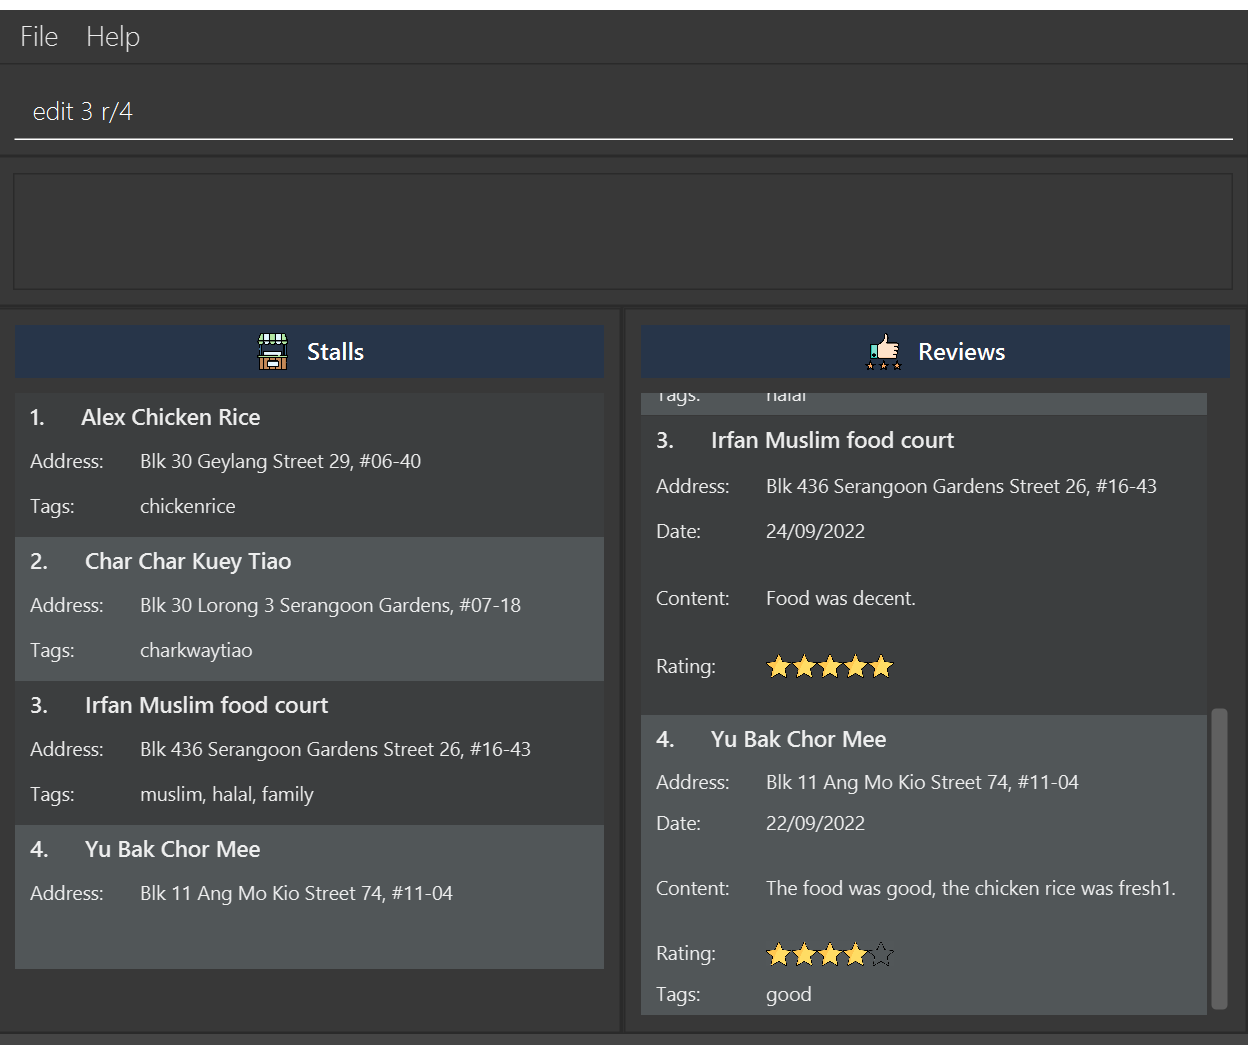 File Help
edit 3 r/4
Stalls
1. Alex Chicken Rice
Address: Blk 30 Geylang Street 29, #06-40
Tags: chickenrice
2. Char Char Kuey Tiao
Address: Blk 30 Lorong 3 Serangoon Gardens, #07-18
Tags: charkwaytiao
3. Irfan Muslim food court
Address: Blk 436 Serangoon Gardens Street 26, #16-43
Tags: muslim, halal, family
4. Yu Bak Chor Mee
Address: Blk 11 Ang Mo Kio Street 74, #11-04
Reviews
Tags: halal
3. Irfan Muslim food court
Address: Blk 436 Serangoon Gardens Street 26, #16-43
Date: 24/09/2022
Content: Food was decent.
Rating:
4. Yu Bak Chor Mee
Address: Blk 11 Ang Mo Kio Street 74, #11-04
Date: 22/09/2022
Content: The food was good, the chicken rice was fresh1.
Rating:
Tags: good